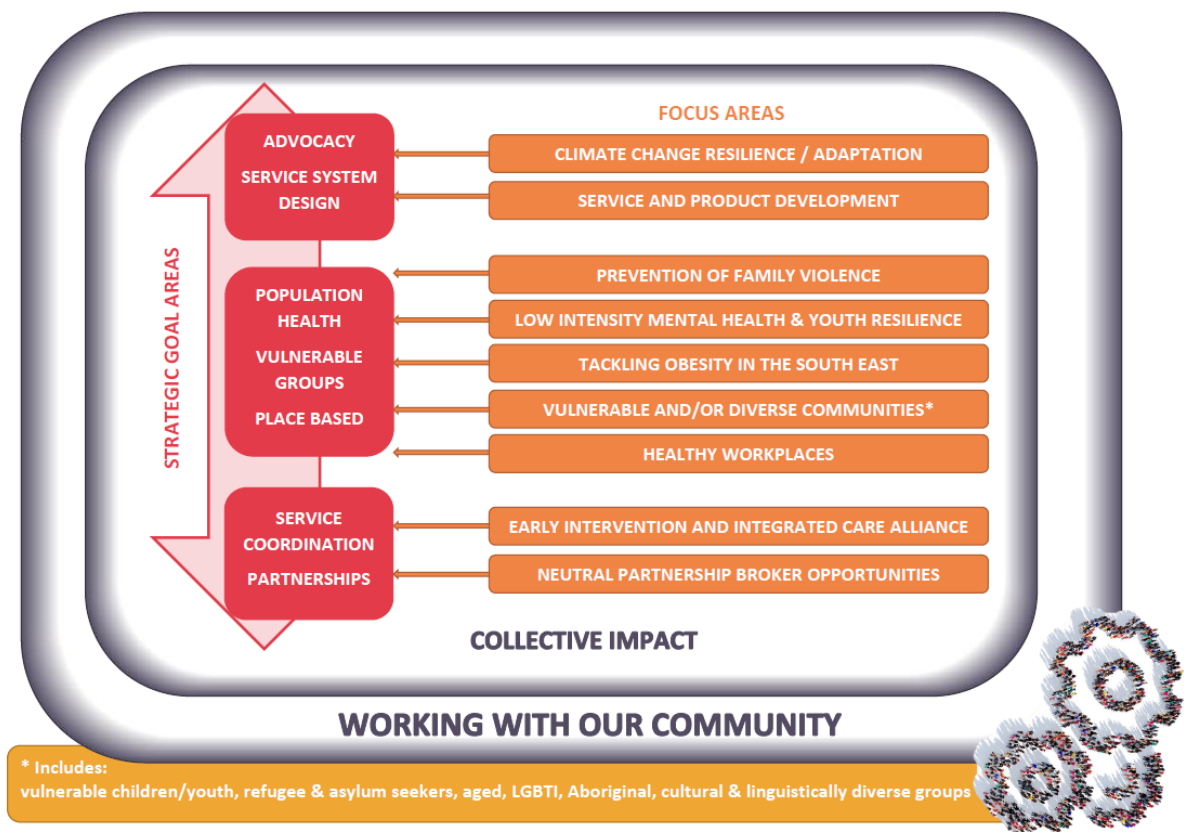 FOCUS AREAS
STRATEGIC GOAL AREAS
ADVOCACY
SERVICE SYSTEM
DESIGN
CLIMATE CHANGE RESILIENCE / ADAPTATION
SERVICE AND PRODUCT DEVELOPMENT
POPULATION
HEALTH
VULNERABLE
GROUPS
PLACE BASED
PREVENTION OF FAMILY VIOLENCE
LOW INTENSITY MENTAL HEALTH & YOUTH RESILIENCE
TACKLING OBESITY IN THE SOUTH EAST
VULNERABLE AND/OR DIVERSE COMMUNITIES*
HEALTHY WORKPLACES
SERVICE
COORDINATION
PARTNERSHIPS
EARLY INTERVENTION AND INTEGRATED CARE ALLIANCE
NEUTRAL PARTNERSHIP BROKER OPPORTUNITIES
COLLECTIVE IMPACT
WORKING WITH OUR COMMUNITY
* Includes:
vulnerable children/youth, refugee & asylum seekers, aged, LGBTI, Aboriginal, cultural & linguistically diverse groups